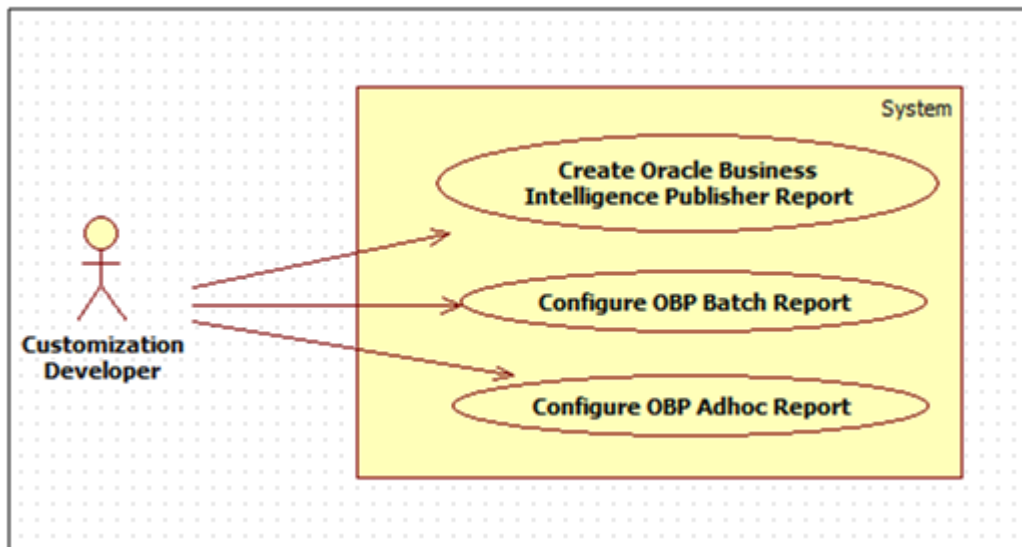 System
Create Oracle Business
Intelligence Publisher Report
Configure OBP Batch Report
Customization
Developer
Configure OBP Adhoc Report